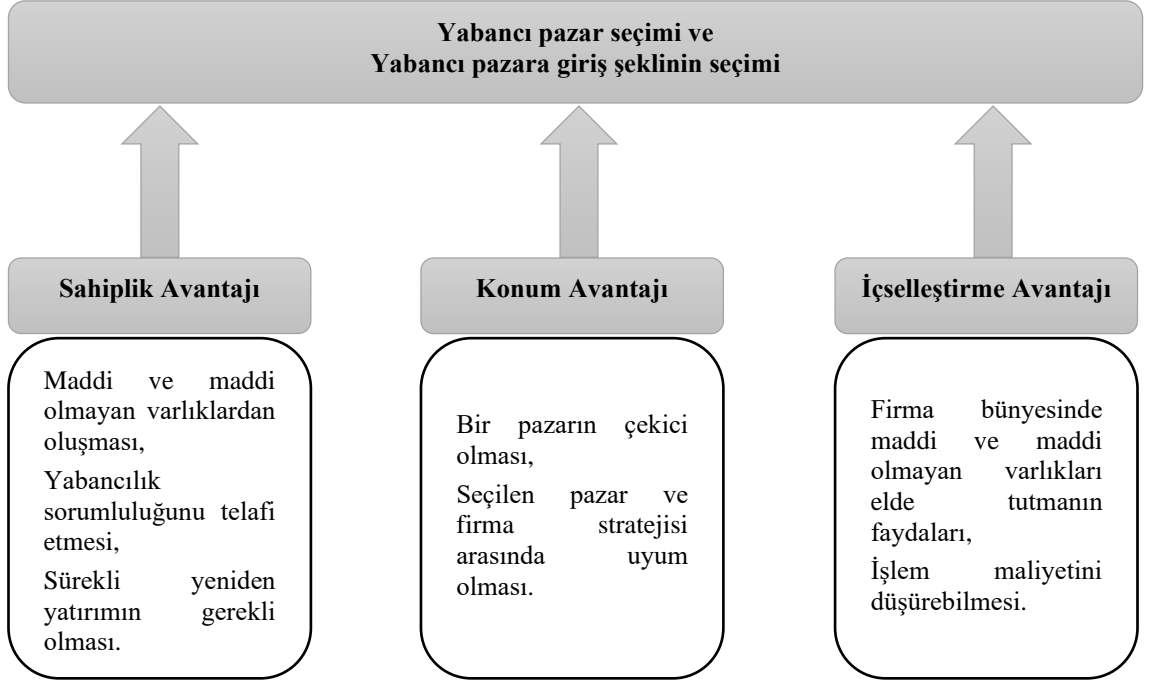 Yabancı pazar seçimi ve
Yabancı pazara giriş şeklinin seçimi
Sahiplik Avantajı
Maddi ve maddi
olmayan varlıklardan
oluşması,
Yabancılık
sorumluluğunu telafi
etmesi,
Sürekli yeniden
yatırımın gerekli
olması.
Konum Avantajı
Bir pazarın çekici
olması,
Seçilen pazar ve
firma stratejisi
arasında uyum
olması.
İçselleştirme Avantajı
Firma bünyesinde
maddi ve maddi
olmayan varlıkları
elde tutmanın
faydaları,
İşlem maliyetini
düşürebilmesi.